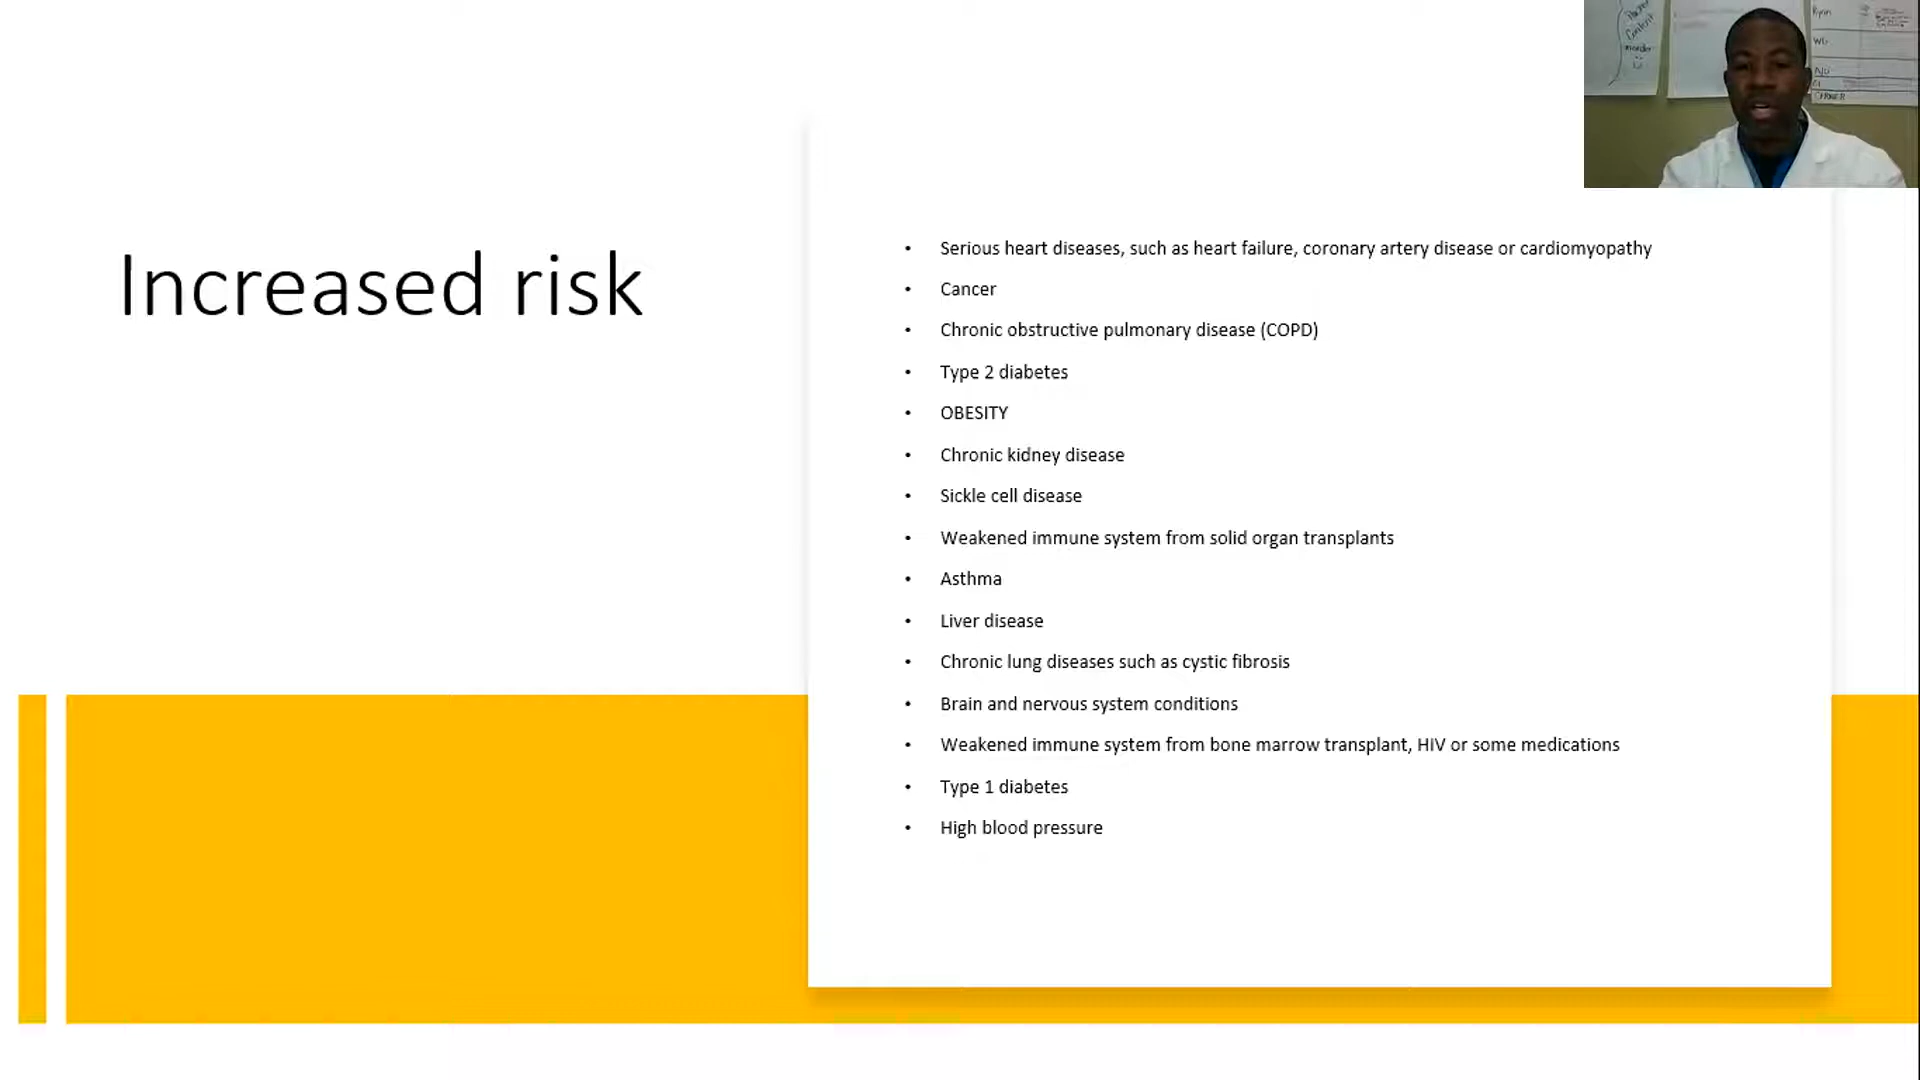 Increased risk
• Serious heart diseases, such as heart failure, coronary artery disease or cardiomyopathy
• Cancer
• Chronic obstructive pulmonary disease (COPD)
• Type 2 diabetes
• OBESITY
• Chronic kidney disease
• Sickle cell disease
• Weakened immune system from solid organ transplants
• Asthma
• Liver disease
• Chronic lung diseases such as cystic fibrosis
• Brain and nervous system conditions
• Weakened immune system from bone marrow transplant, HIV or some medications
• Type 1 diabetes
• High blood pressure